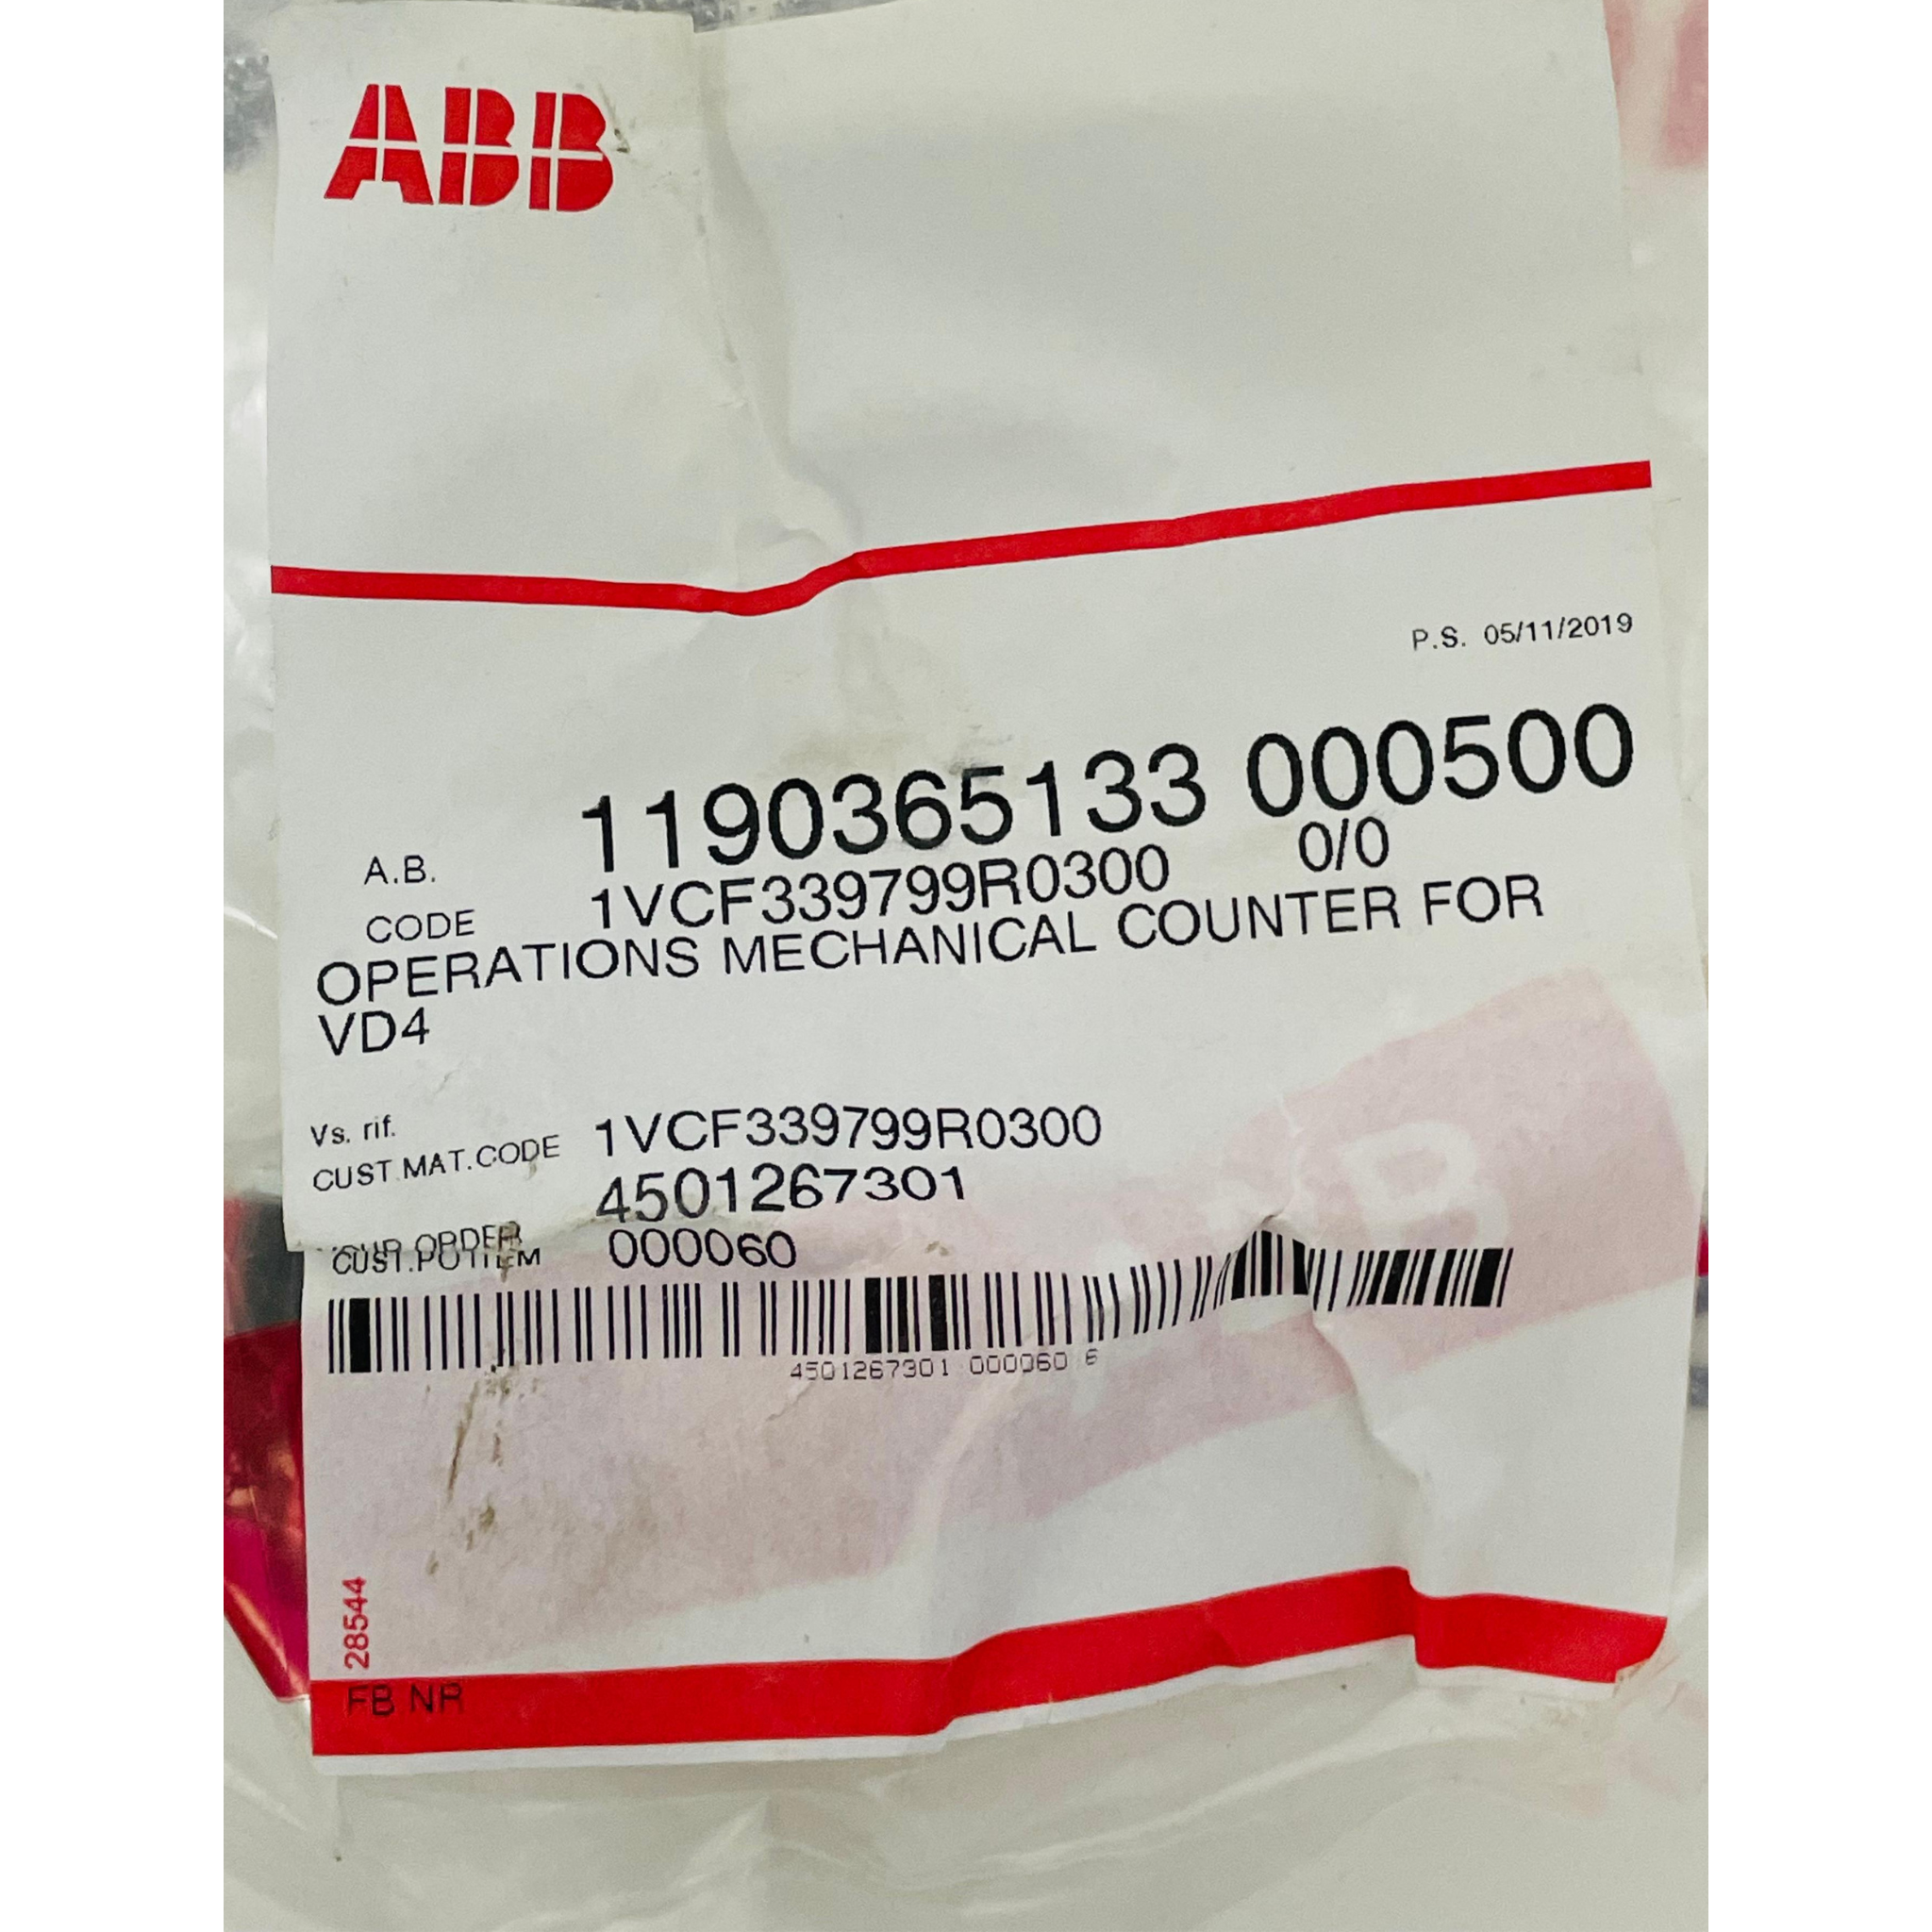 ABB
P.S. 05/11/2019
A.B. 1190365133 000500
CODE 1VCF339799R0300 0/0
OPERATIONS MECHANICAL COUNTER FOR
VD4
Vs. rif.
CUST.MAT.CODE 1VCF339799R0300
4501267301
ORDER
CUST.PO ITEM 000060
4501267301 000060 6
28544
FB NR